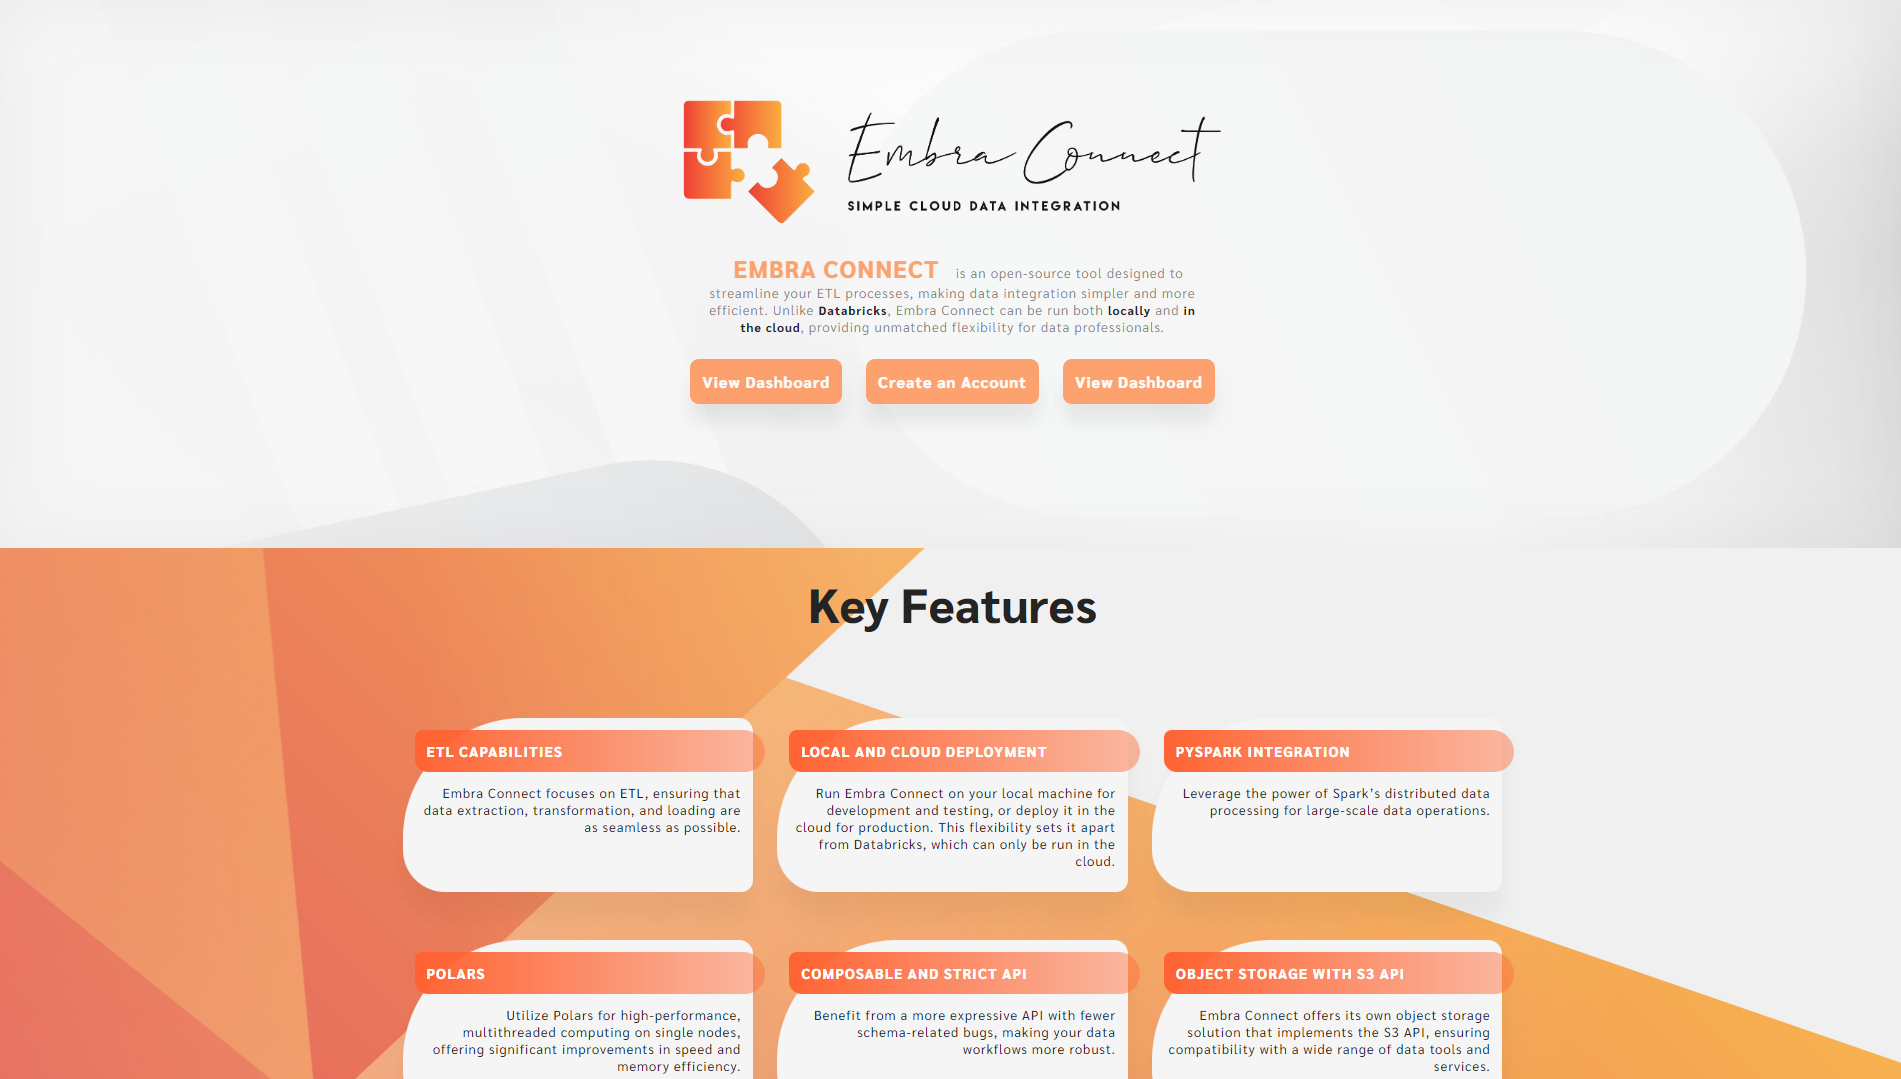 Embra Connect
SIMPLE CLOUD DATA INTEGRATION
EMBRA CONNECT is an open-source tool designed to
streamline your ETL processes, making data integration simpler and more
efficient. Unlike Databricks, Embra Connect can be run both locally and in
the cloud, providing unmatched flexibility for data professionals.
View Dashboard
Create an Account
View Dashboard
Key Features
ETL CAPABILITIES
Embra Connect focuses on ETL, ensuring that
data extraction, transformation, and loading are
as seamless as possible.
LOCAL AND CLOUD DEPLOYMENT
Run Embra Connect on your local machine for
development and testing, or deploy it in the
cloud for production. This flexibility sets it apart
from Databricks, which can only be run in the
cloud.
PYSPARK INTEGRATION
Leverage the power of Spark's distributed data
processing for large-scale data operations.
POLARS
Utilize Polars for high-performance,
multithreaded computing on single nodes,
offering significant improvements in speed and
memory efficiency.
COMPOSABLE AND STRICT API
Benefit from a more expressive API with fewer
schema-related bugs, making your data
workflows more robust.
OBJECT STORAGE WITH S3 API
Embra Connect offers its own object storage
solution that implements the S3 API, ensuring
compatibility with a wide range of data tools and
services.